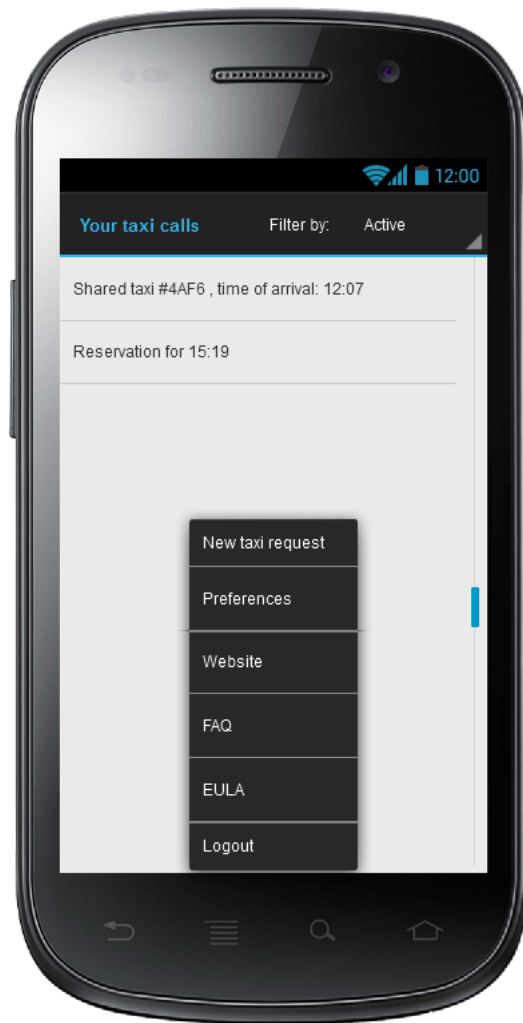 12:00
Your taxi calls Filter by: Active
Shared taxi #4AF6 , time of arrival: 12:07
Reservation for 15:19
New taxi request
Preferences
Website
FAQ
EULA
Logout